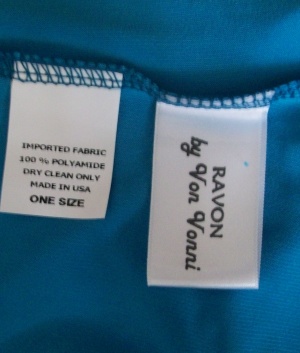 IMPORTED FABRIC
100 % POLYAMIDE
DRY CLEAN ONLY
MADE IN USA
ONE SIZE
RAVON
by Von Vonni